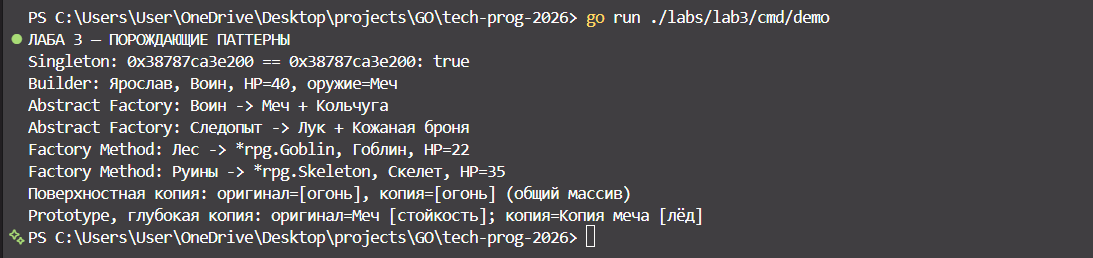 PS C:\Users\User\OneDrive\Desktop\projects\GO\tech-prog-2026> go run ./labs/lab3/cmd/demo
ЛАБА 3 — ПОРОЖДАЮЩИЕ ПАТТЕРНЫ
Singleton: 0x38787ca3e200 == 0x38787ca3e200: true
Builder: Ярослав, Воин, HP=40, оружие=Меч
Abstract Factory: Воин -> Меч + Кольчуга
Abstract Factory: Следопыт -> Лук + Кожаная броня
Factory Method: Лес -> *rpg.Goblin, Гоблин, HP=22
Factory Method: Руины -> *rpg.Skeleton, Скелет, HP=35
Поверхностная копия: оригинал=[огонь], копия=[огонь] (общий массив)
Prototype, глубокая копия: оригинал=Меч [стойкость]; копия=Копия меча [лёд]
PS C:\Users\User\OneDrive\Desktop\projects\GO\tech-prog-2026>